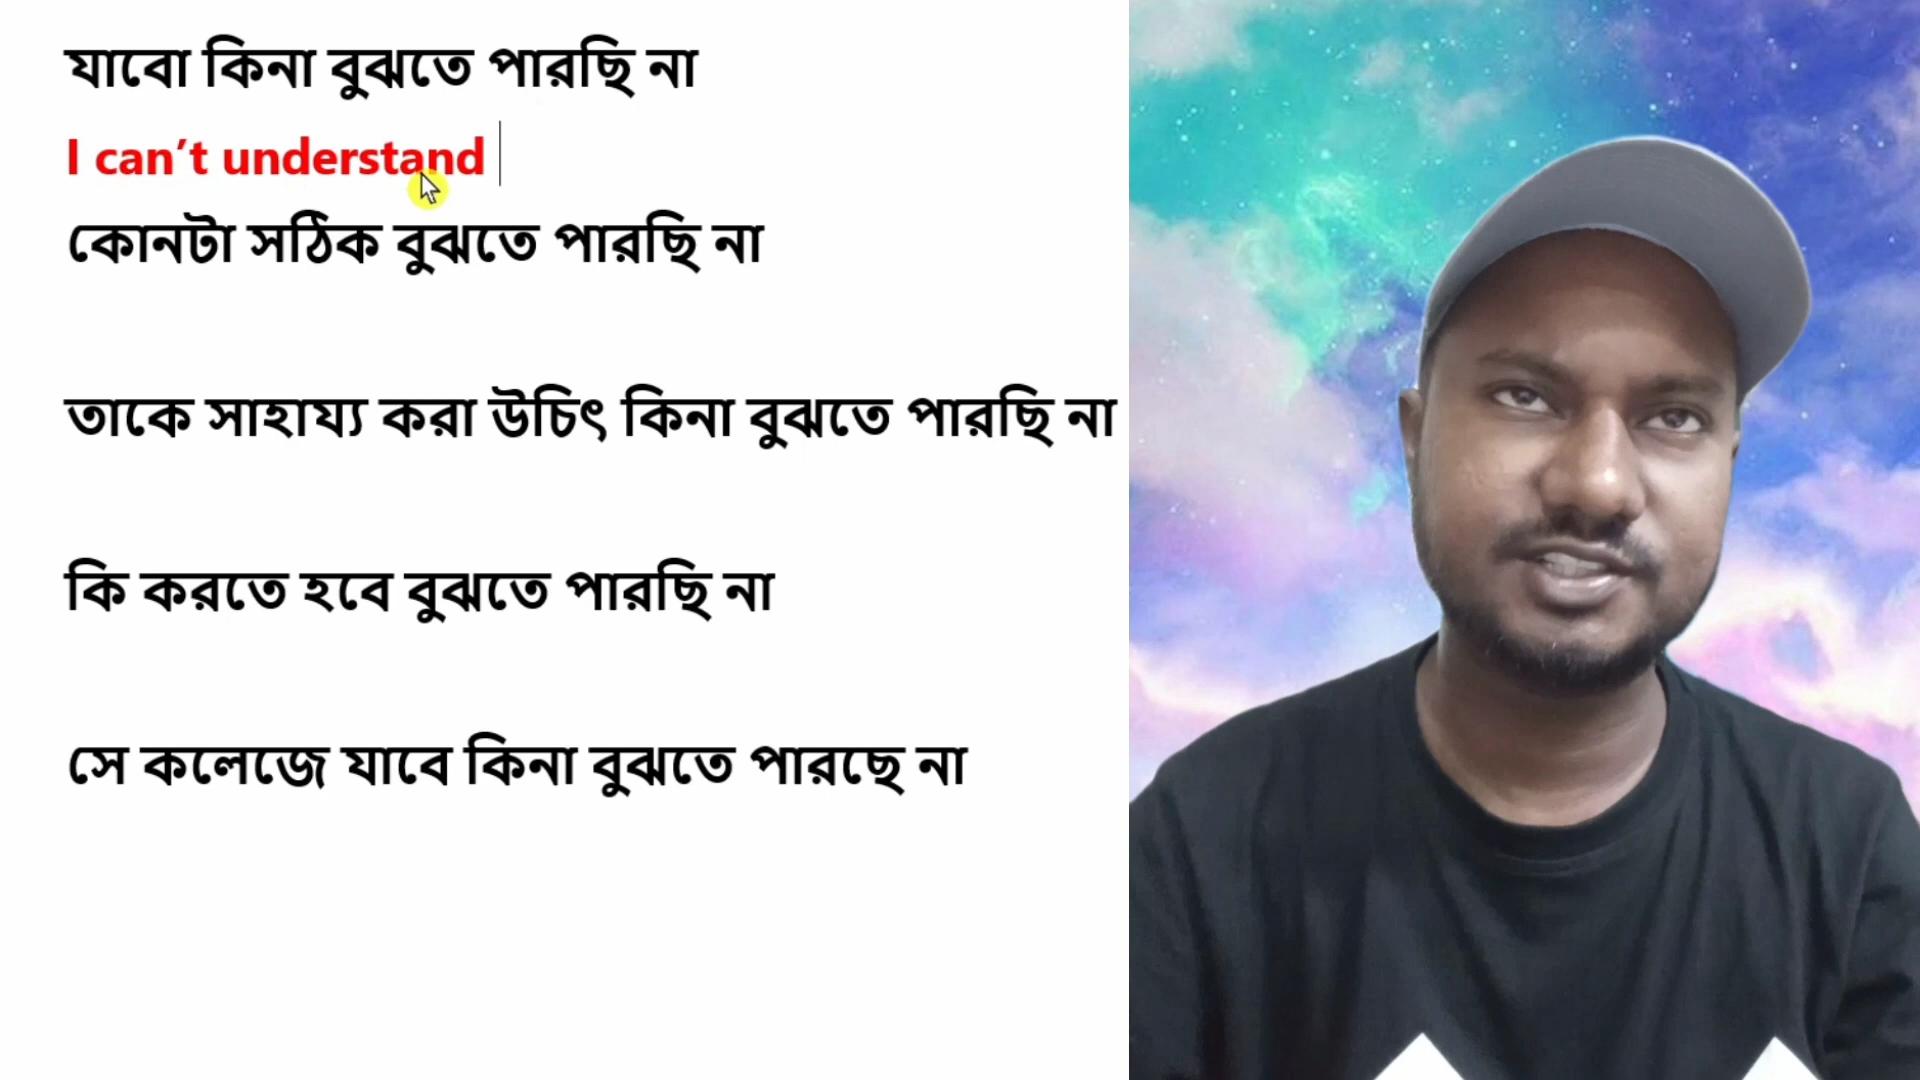 যাবো কিনা বুঝতে পারছি না
I can’t understand
কোনটা সঠিক বুঝতে পারছি না
তাকে সাহায্য করা উচিৎ কিনা বুঝতে পারছি না
কি করতে হবে বুঝতে পারছি না
সে কলেজে যাবে কিনা বুঝতে পারছে না